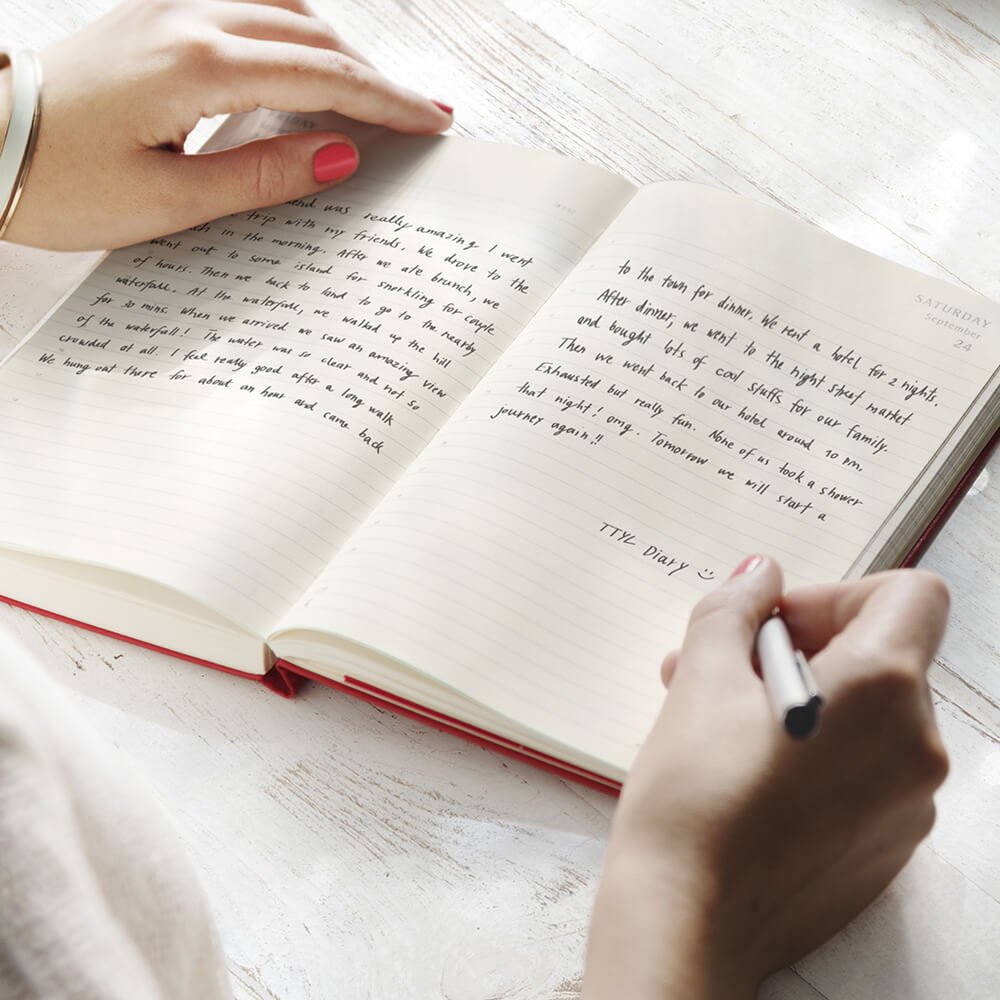 was really amazing I went
trip with my friends. We drove to the
in the morning. After we ate brunch, we
went out to some island for snorkling for couple
of hours. Then we back to land to go to the nearby
waterfall. At the waterfall, we walked up the hill
for 30 mins. When we arrived we saw an amazing view
of the waterfall! The water was so clear and not so
crowded at all. I feel really good after a long walk
We hung out there for about an hour and came back
SATURDAY
September
24
to the town for dinner. We rent a hotel for 2 nights.
After dinner, we went to the night street market
and bought lots of cool stuffs for our family.
Then we went back to our hotel around 10 pm.
Exhausted but really fun. None of us took a shower
that night! omg. Tomorrow we will start a
journey again!!
TTYL Diary